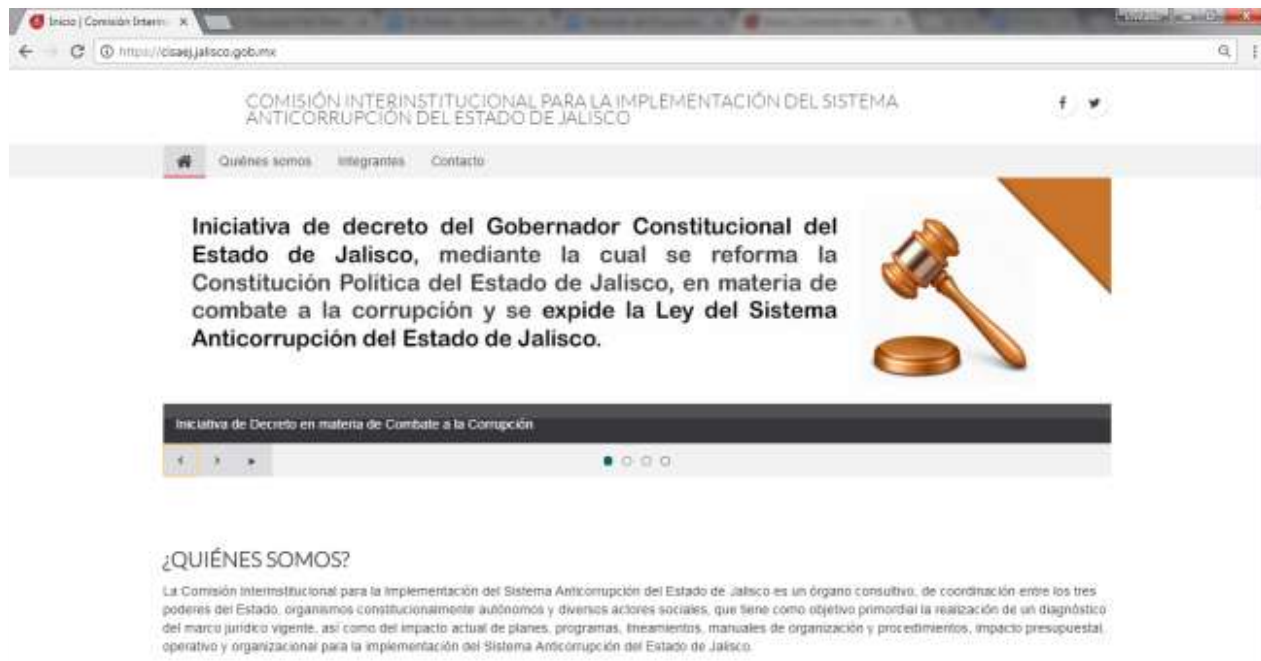 Inicio | Comisión Interin
https://cisaej.jalisco.gob.mx
COMISIÓN INTERINSTITUCIONAL PARA LA IMPLEMENTACIÓN DEL SISTEMA
ANTICORRUPCIÓN DEL ESTADO DE JALISCO
Quiénes somos Integrantes Contacto
Iniciativa de decreto del Gobernador Constitucional del
Estado de Jalisco, mediante la cual se reforma la
Constitución Política del Estado de Jalisco, en materia de
combate a la corrupción y se expide la Ley del Sistema
Anticorrupción del Estado de Jalisco.
Iniciativa de Decreto en materia de Combate a la Corrupción
¿QUIÉNES SOMOS?
La Comisión Interinstitucional para la Implementación del Sistema Anticorrupción del Estado de Jalisco es un órgano consultivo, de coordinación entre los tres
poderes del Estado, organismos constitucionalmente autónomos y diversos actores sociales, que tiene como objetivo primordial la realización de un diagnóstico
del marco jurídico vigente, así como del impacto actual de planes, programas, lineamientos, manuales de organización y procedimientos, impacto presupuestal,
operativo y organizacional para la implementación del Sistema Anticorrupción del Estado de Jalisco.